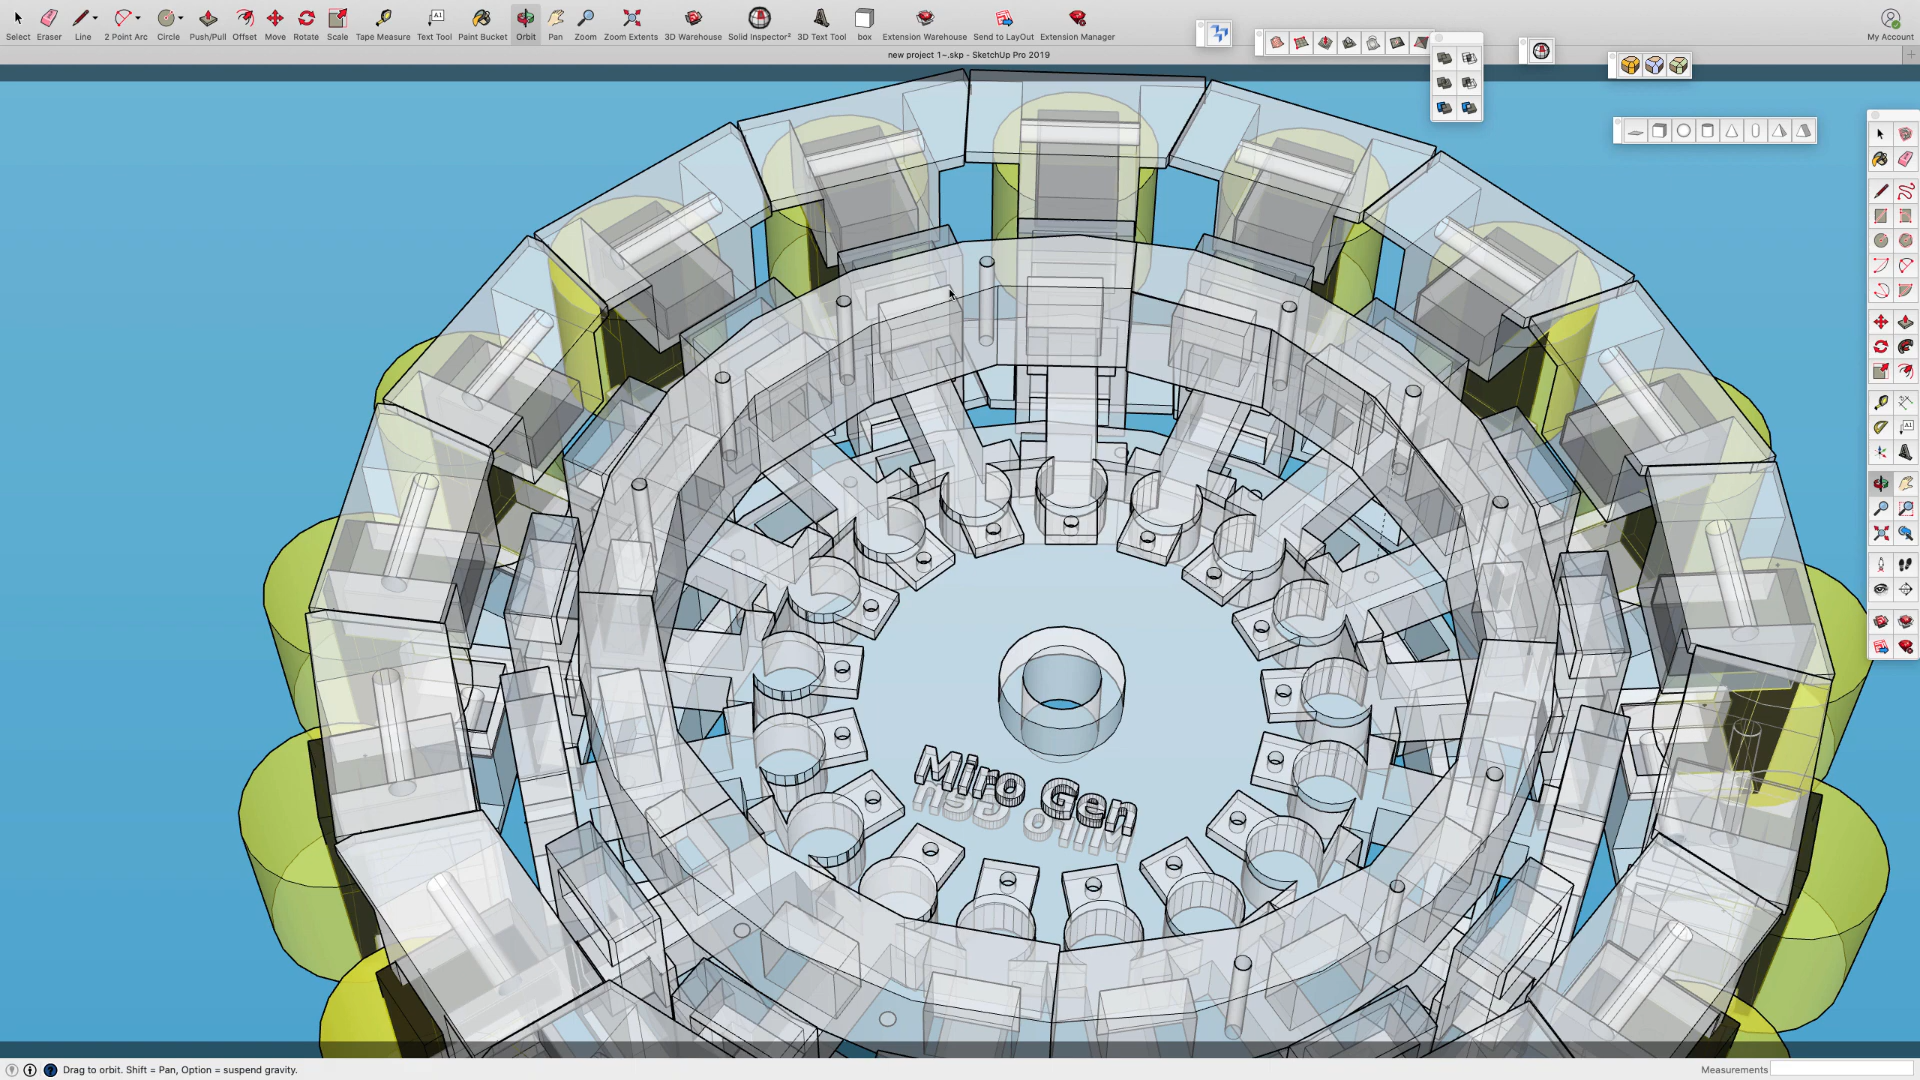 Select Eraser Line 2 Point Arc Circle Push/Pull Offset Move Rotate Scale Tape Measure Text Tool Paint Bucket Orbit Pan Zoom Zoom Extents 3D Warehouse Solid Inspector² 3D Text Tool box Extension Warehouse Send to LayOut Extension Manager My Account
new project 1~.skp - SketchUp Pro 2019
Miro Gen
Drag to orbit. Shift = Pan, Option = suspend gravity.
Measurements